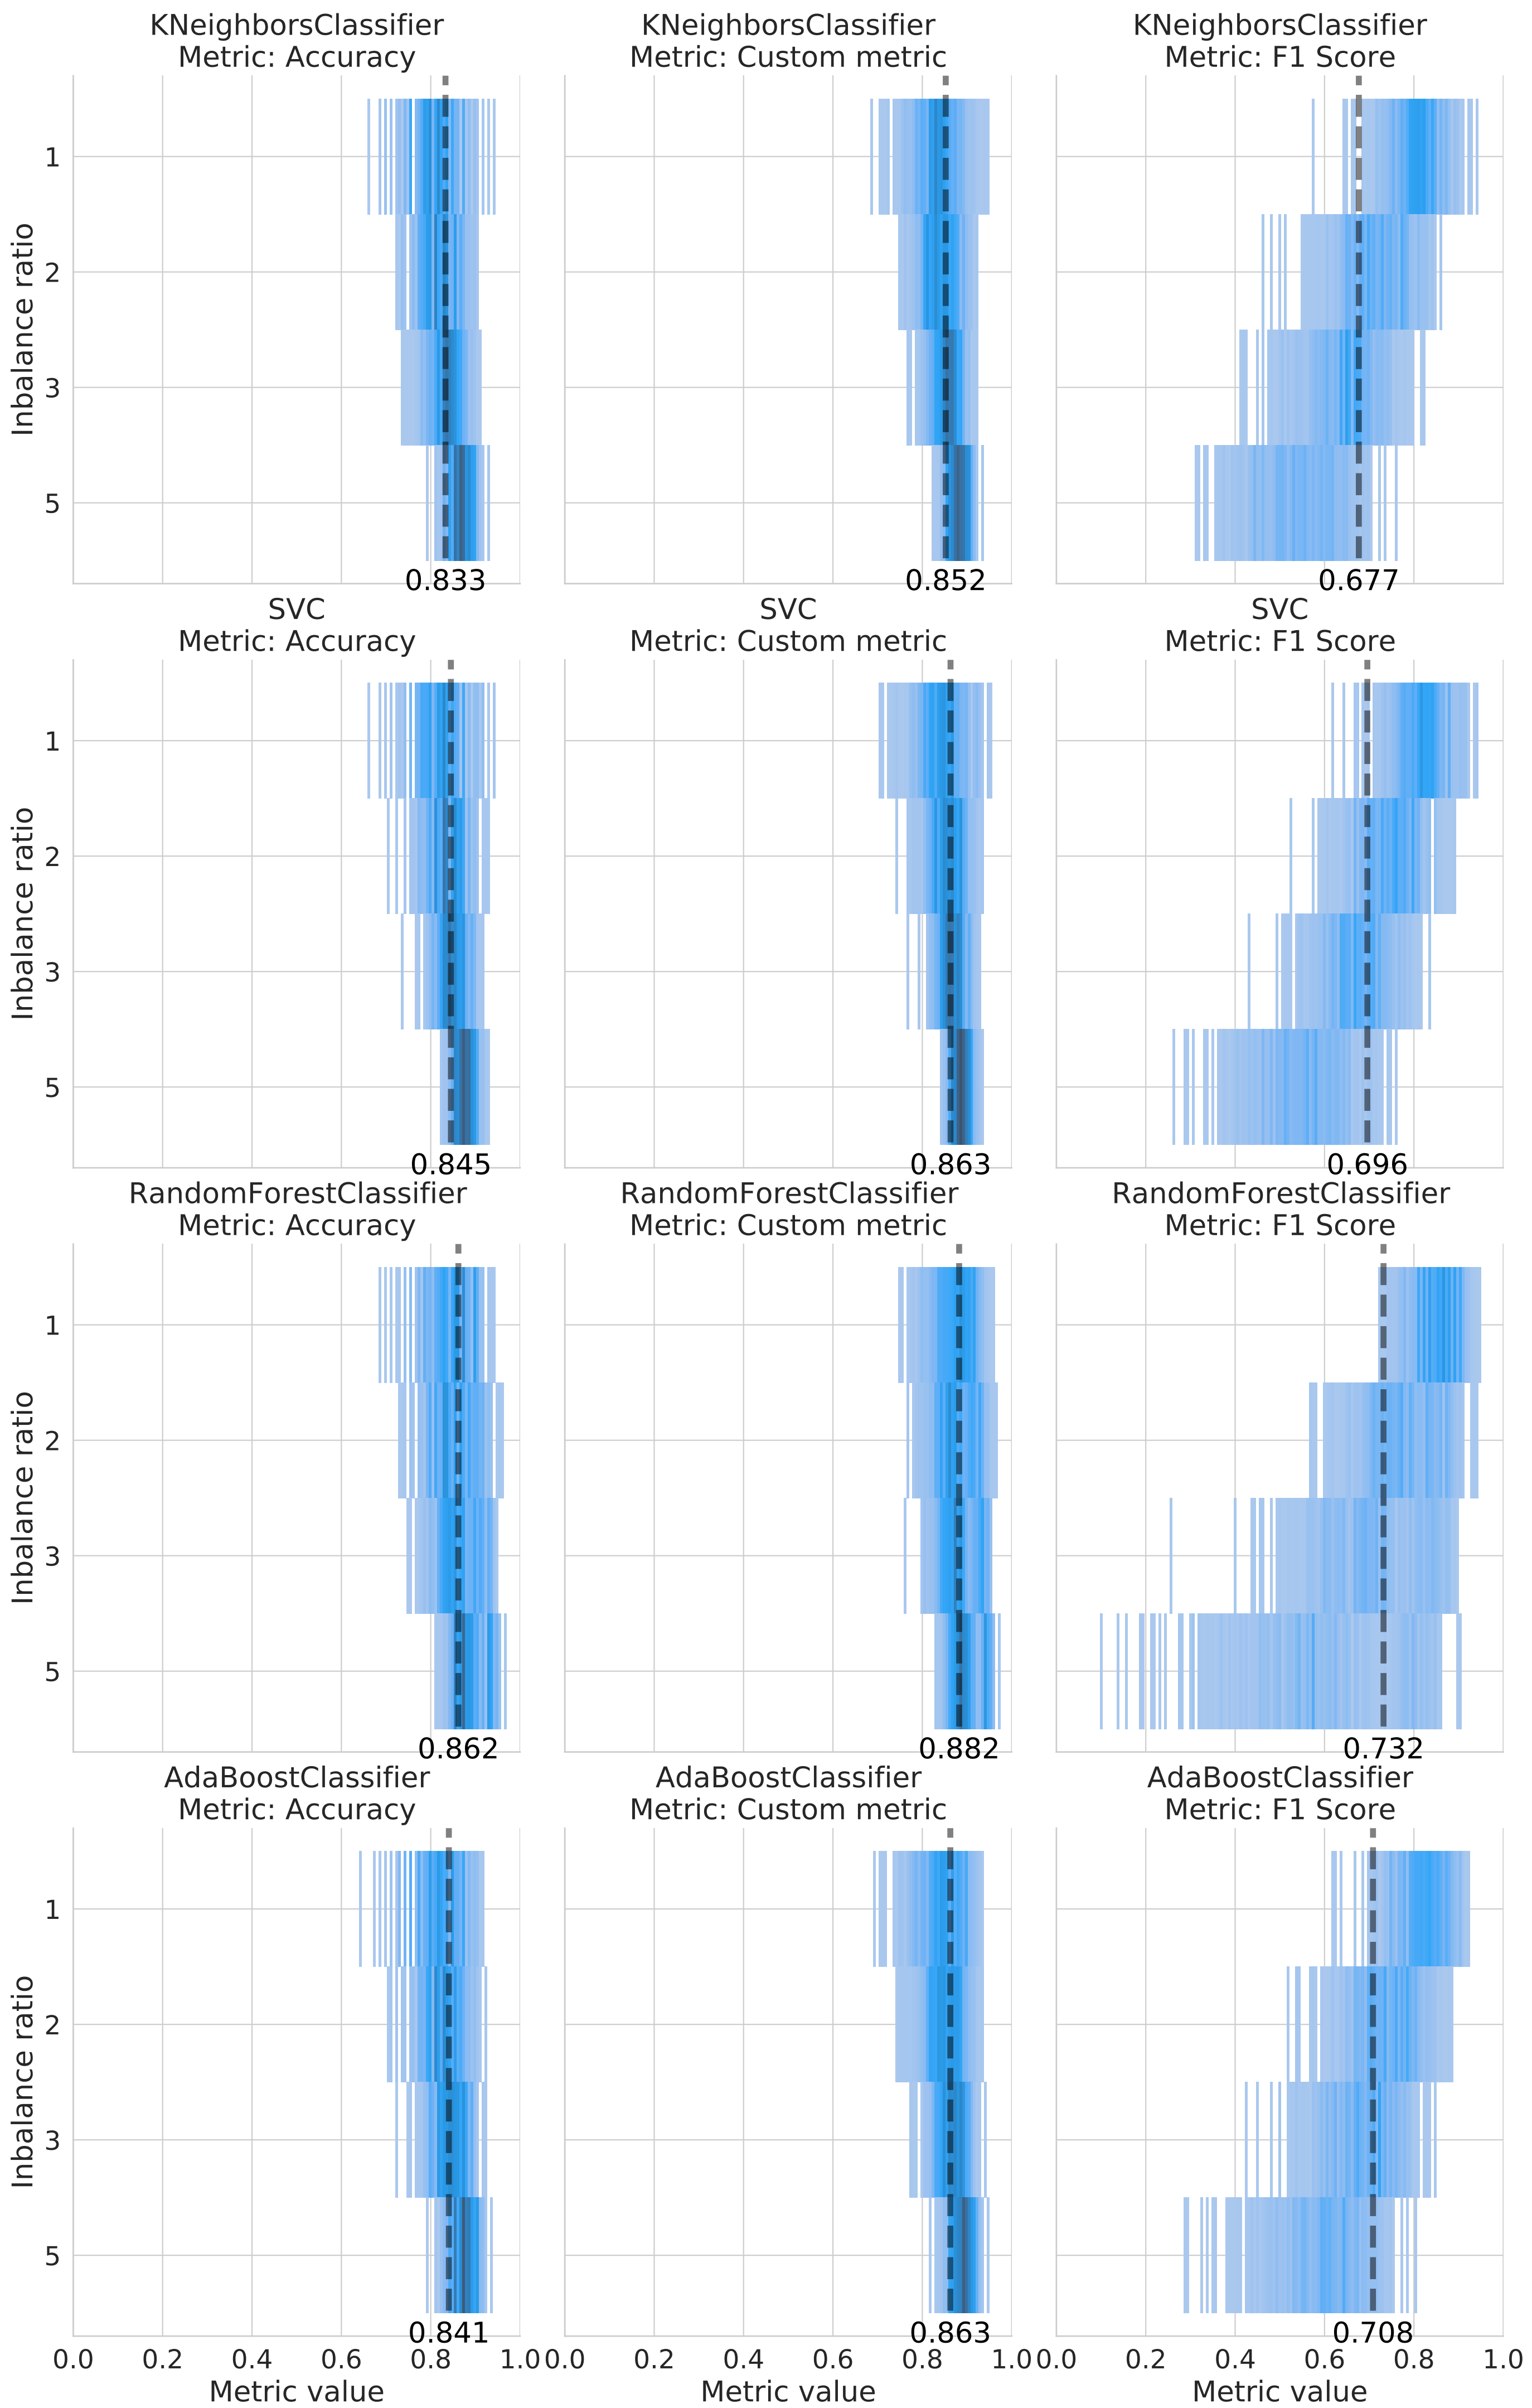 KNeighborsClassifier
Metric: Accuracy
KNeighborsClassifier
Metric: Custom metric
KNeighborsClassifier
Metric: F1 Score
Inbalance ratio
1
2
3
5
0.833
0.852
0.677
SVC
Metric: Accuracy
SVC
Metric: Custom metric
SVC
Metric: F1 Score
Inbalance ratio
1
2
3
5
0.845
0.863
0.696
RandomForestClassifier
Metric: Accuracy
RandomForestClassifier
Metric: Custom metric
RandomForestClassifier
Metric: F1 Score
Inbalance ratio
1
2
3
5
0.862
0.882
0.732
AdaBoostClassifier
Metric: Accuracy
AdaBoostClassifier
Metric: Custom metric
AdaBoostClassifier
Metric: F1 Score
Inbalance ratio
1
2
3
5
0.841
0.863
0.708
0.0 0.2 0.4 0.6 0.8 1.0
0.0 0.2 0.4 0.6 0.8 1.0
0.0 0.2 0.4 0.6 0.8 1.0
Metric value
Metric value
Metric value